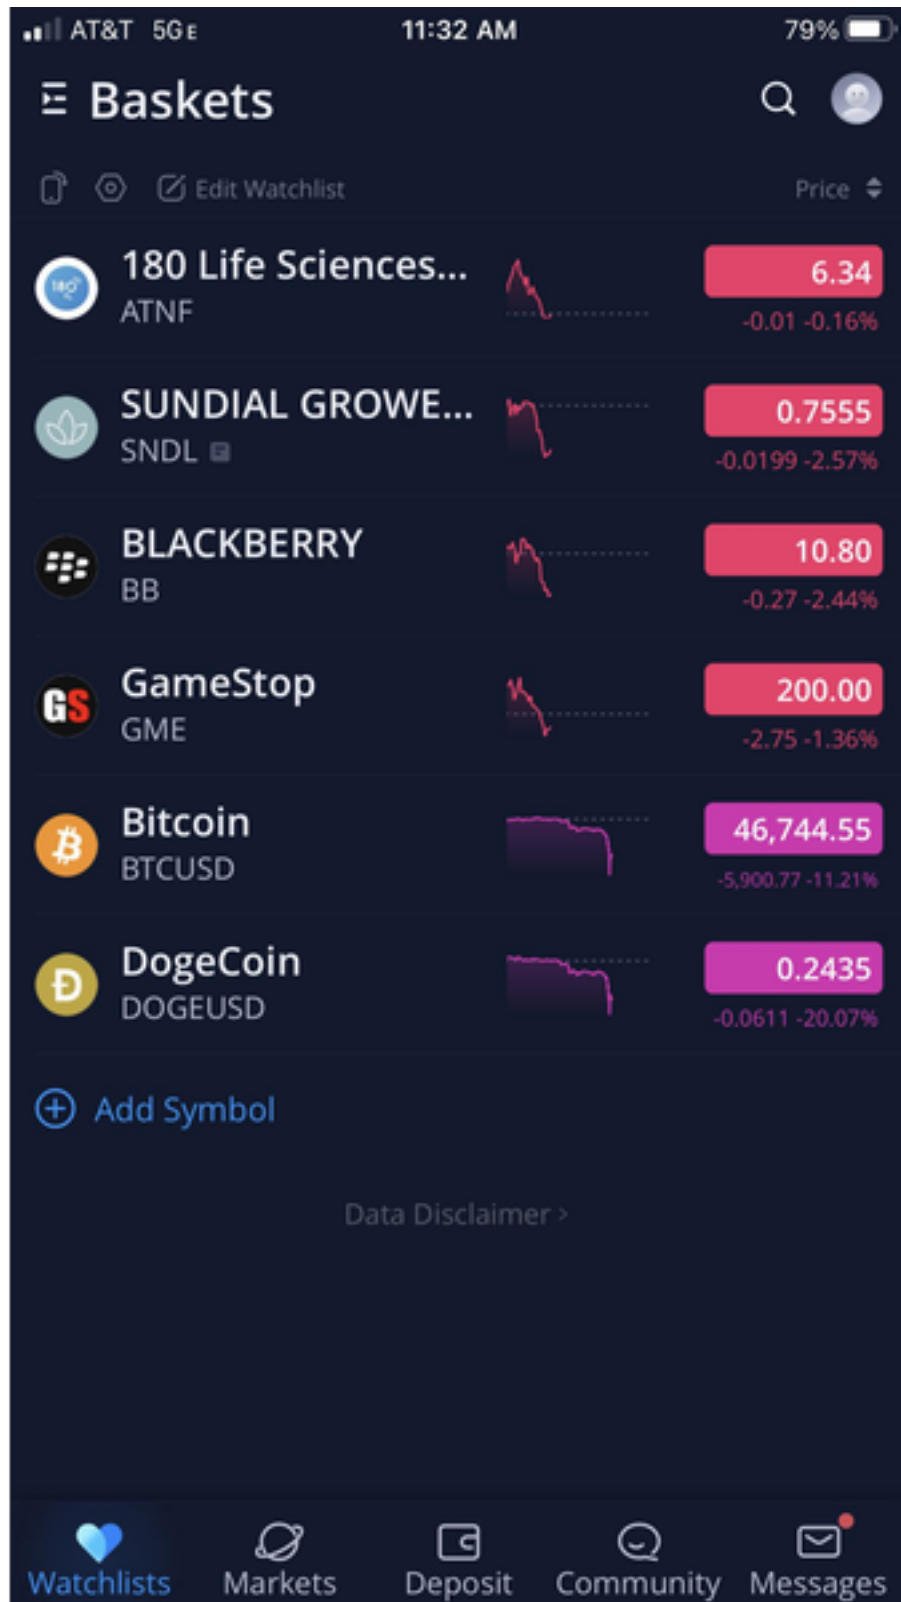 AT&T 5GE 11:32 AM 79%
Baskets
Edit Watchlist Price
180 Life Sciences... 6.34
ATNF -0.01 -0.16%
SUNDIAL GROWE... 0.7555
SNDL -0.0199 -2.57%
BLACKBERRY 10.80
BB -0.27 -2.44%
GS GameStop 200.00
GME -2.75 -1.36%
Bitcoin 46,744.55
BTCUSD -5,900.77 -11.21%
DogeCoin 0.2435
DOGEUSD -0.0611 -20.07%
Add Symbol
Data Disclaimer >
Watchlists Markets Deposit Community Messages